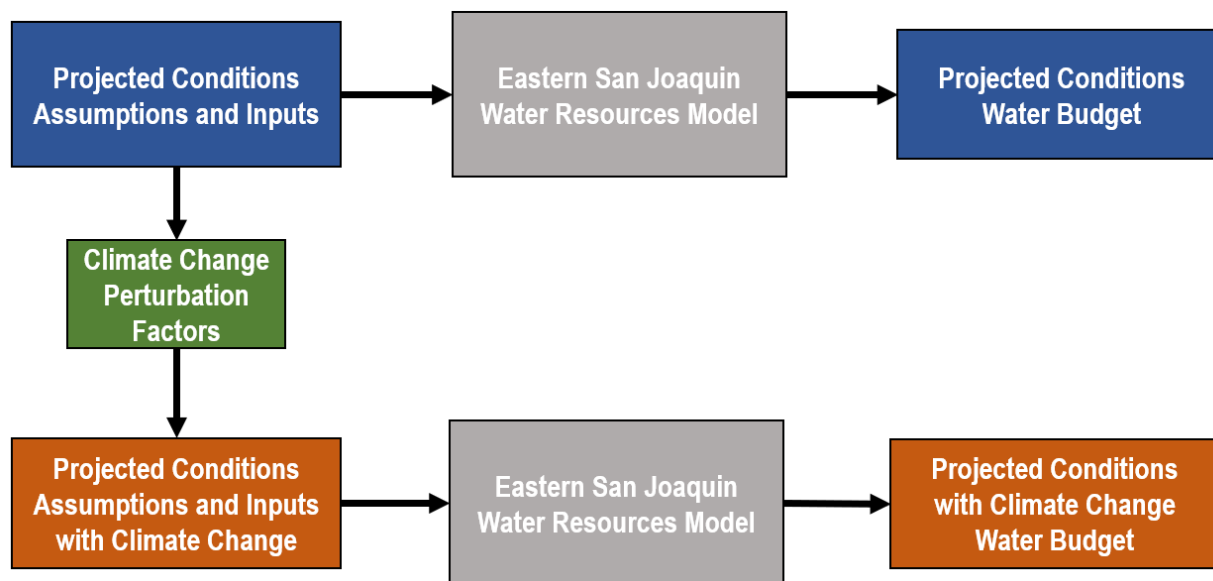 Projected Conditions
Assumptions and Inputs
Eastern San Joaquin
Water Resources Model
Projected Conditions
Water Budget
Climate Change
Perturbation
Factors
Projected Conditions
Assumptions and Inputs
with Climate Change
Eastern San Joaquin
Water Resources Model
Projected Conditions
with Climate Change
Water Budget